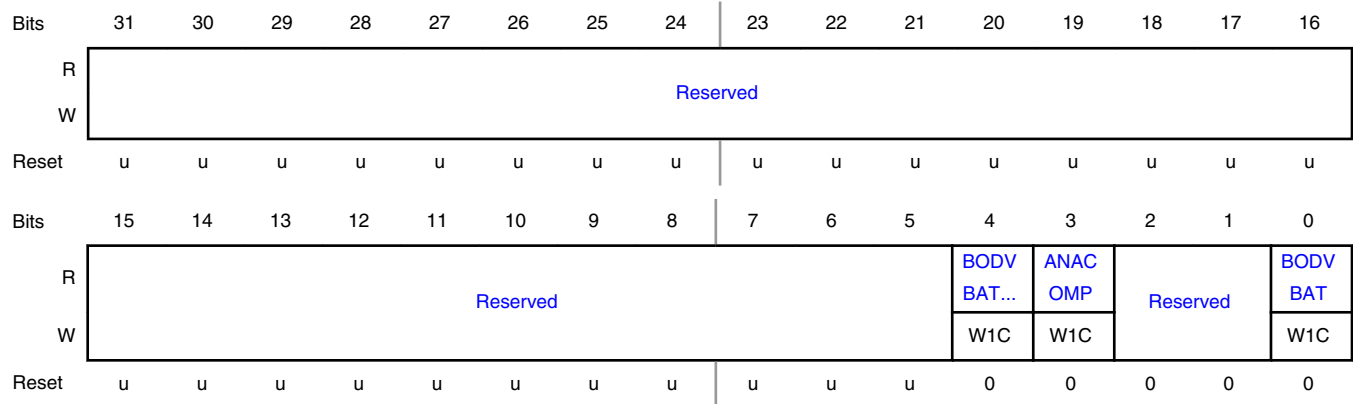 Bits 31 30 29 28 27 26 25 24 23 22 21 20 19 18 17 16
R
Reserved
W
Reset u u u u u u u u u u u u u u u u
Bits 15 14 13 12 11 10 9 8 7 6 5 4 3 2 1 0
R Reserved BODV BAT... ANAC OMP Reserved BODV BAT
W W1C W1C W1C
Reset u u u u u u u u u u u 0 0 0 0 0